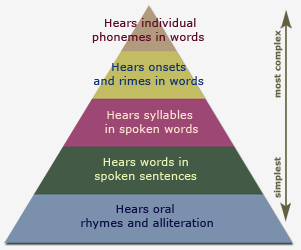 Hears individual
phonemes in words
Hears onsets
and rimes in words
Hears syllables
in spoken words
Hears words in
spoken sentences
Hears oral
rhymes and alliteration
most complex
simplest